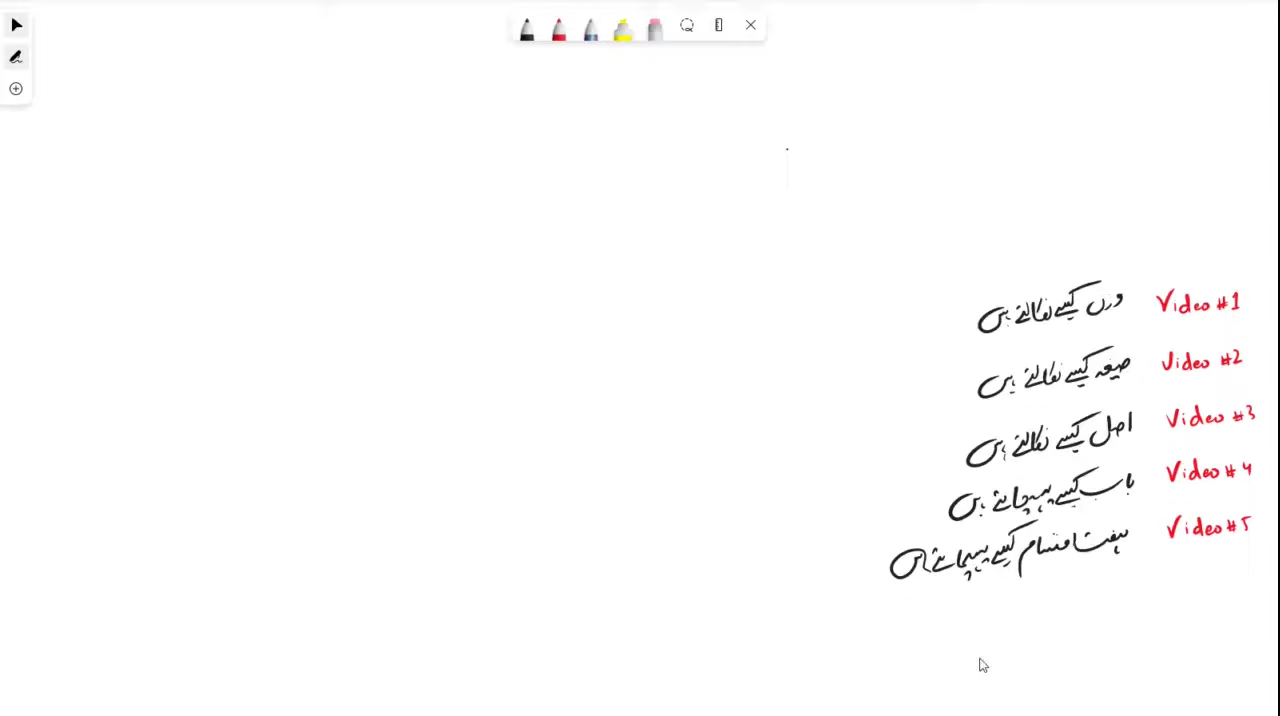 Video #1 وزن کیسے نکالتے ہیں
Video #2 صیغہ کیسے نکالتے ہیں
Video #3 اصل کیسے نکالتے ہیں
Video #4 باب کیسے پہچانتے ہیں
Video #5 ہفت اقسام کیسے پہچانتے ہیں